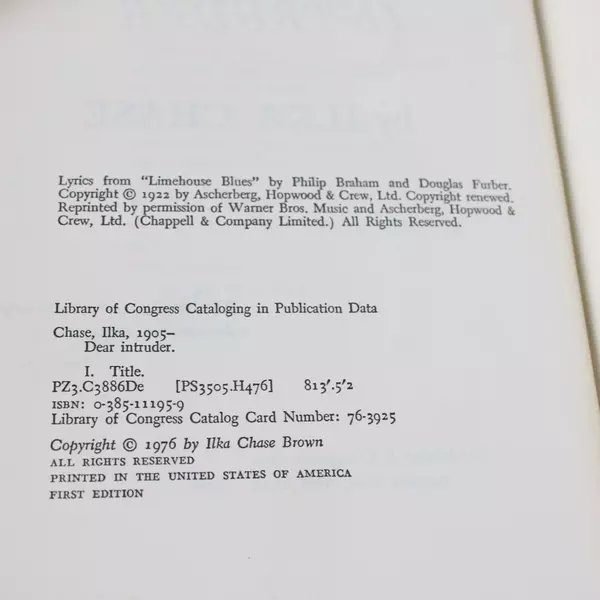 Lyrics from "Limehouse Blues" by Philip Braham and Douglas Furber.
Copyright © 1922 by Ascherberg, Hopwood & Crew, Ltd. Copyright renewed.
Reprinted by permission of Warner Bros. Music and Ascherberg, Hopwood &
Crew, Ltd. (Chappell & Company Limited.) All Rights Reserved.
Library of Congress Cataloging in Publication Data
Chase, Ilka, 1905–
Dear intruder.
I. Title.
PZ3.C3886De [PS3505.H476] 813'.5'2
ISBN: 0-385-11195-9
Library of Congress Catalog Card Number: 76-3925
Copyright © 1976 by Ilka Chase Brown
ALL RIGHTS RESERVED
PRINTED IN THE UNITED STATES OF AMERICA
FIRST EDITION